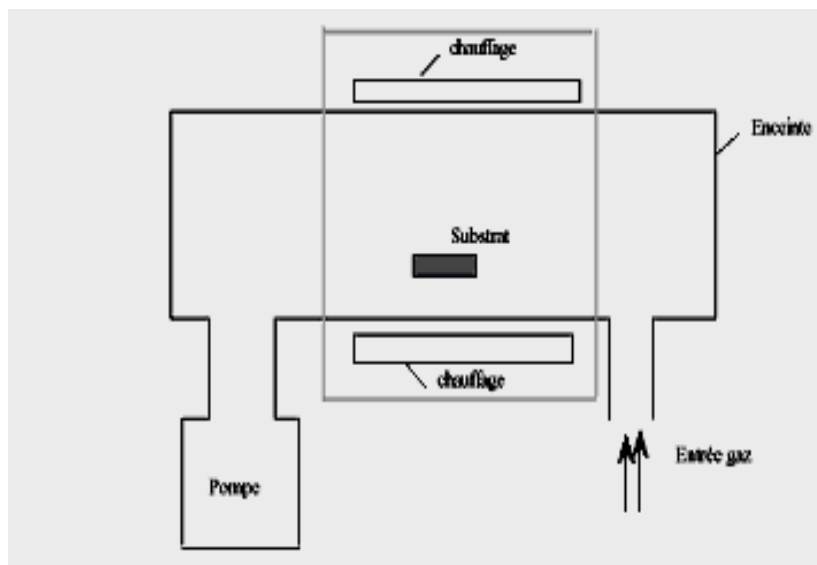 chauffage
Enceinte
Substrat
chauffage
Entrée gaz
Pompe